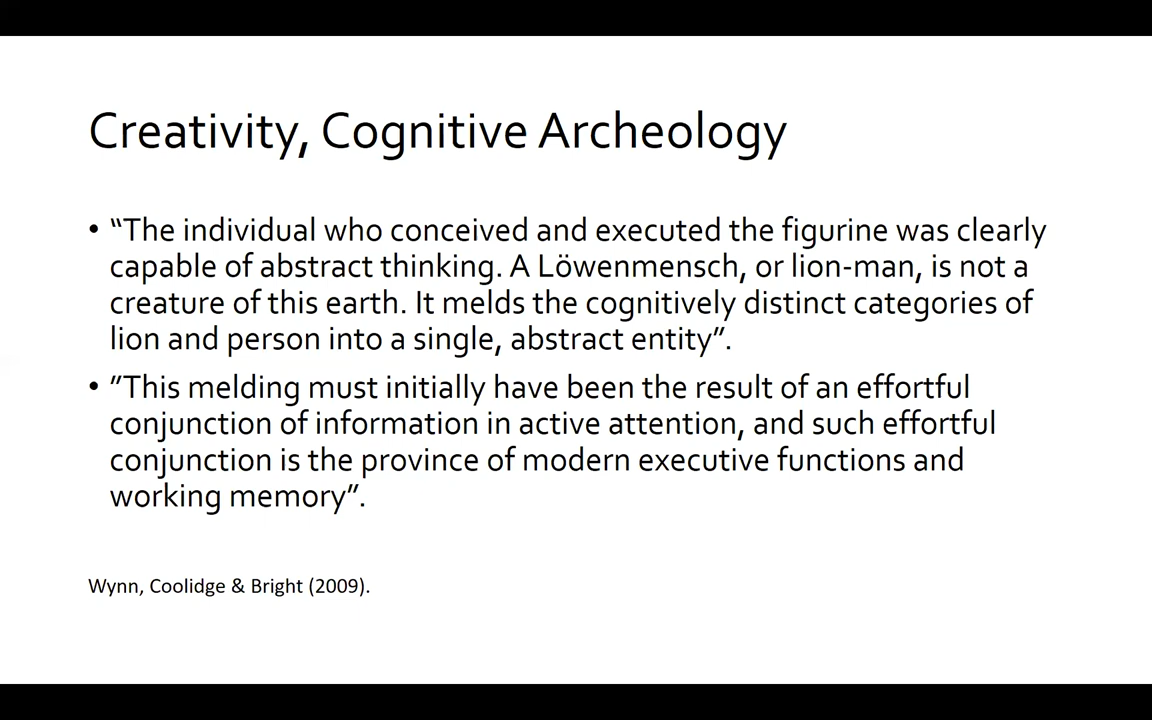 Creativity, Cognitive Archeology
• “The individual who conceived and executed the figurine was clearly
capable of abstract thinking. A Löwenmensch, or lion-man, is not a
creature of this earth. It melds the cognitively distinct categories of
lion and person into a single, abstract entity”.
• ”This melding must initially have been the result of an effortful
conjunction of information in active attention, and such effortful
conjunction is the province of modern executive functions and
working memory”.
Wynn, Coolidge & Bright (2009).